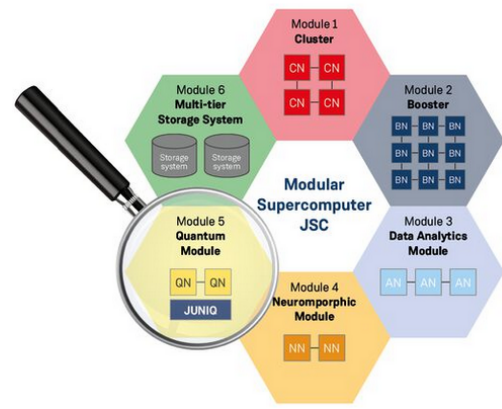 Module 1
Cluster
CN CN
CN CN
Module 2
Booster
BN BN BN
BN BN BN
BN BN BN
Module 6
Multi-tier
Storage System
Storage system
Storage system
Modular
Supercomputer
JSC
Module 5
Quantum
Module
QN QN
JUNIQ
Module 3
Data Analytics
Module
AN AN AN
Module 4
Neuromporphic
Module
NN NN